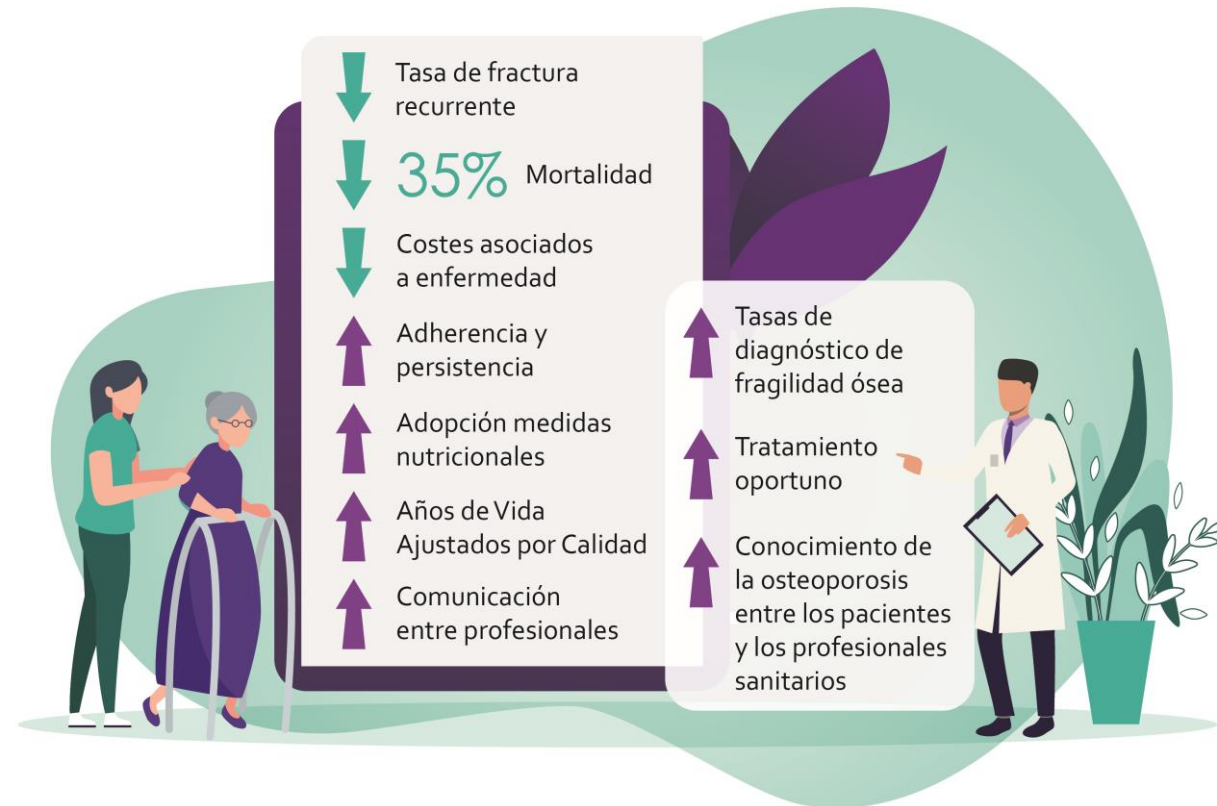 Tasa de fractura
recurrente
35% Mortalidad
Costes asociados
a enfermedad
Adherencia y
persistencia
Adopción medidas
nutricionales
Años de Vida
Ajustados por Calidad
Comunicación
entre profesionales
Tasas de
diagnóstico de
fragilidad ósea
Tratamiento
oportuno
Conocimiento de
la osteoporosis
entre los pacientes
y los profesionales
sanitarios